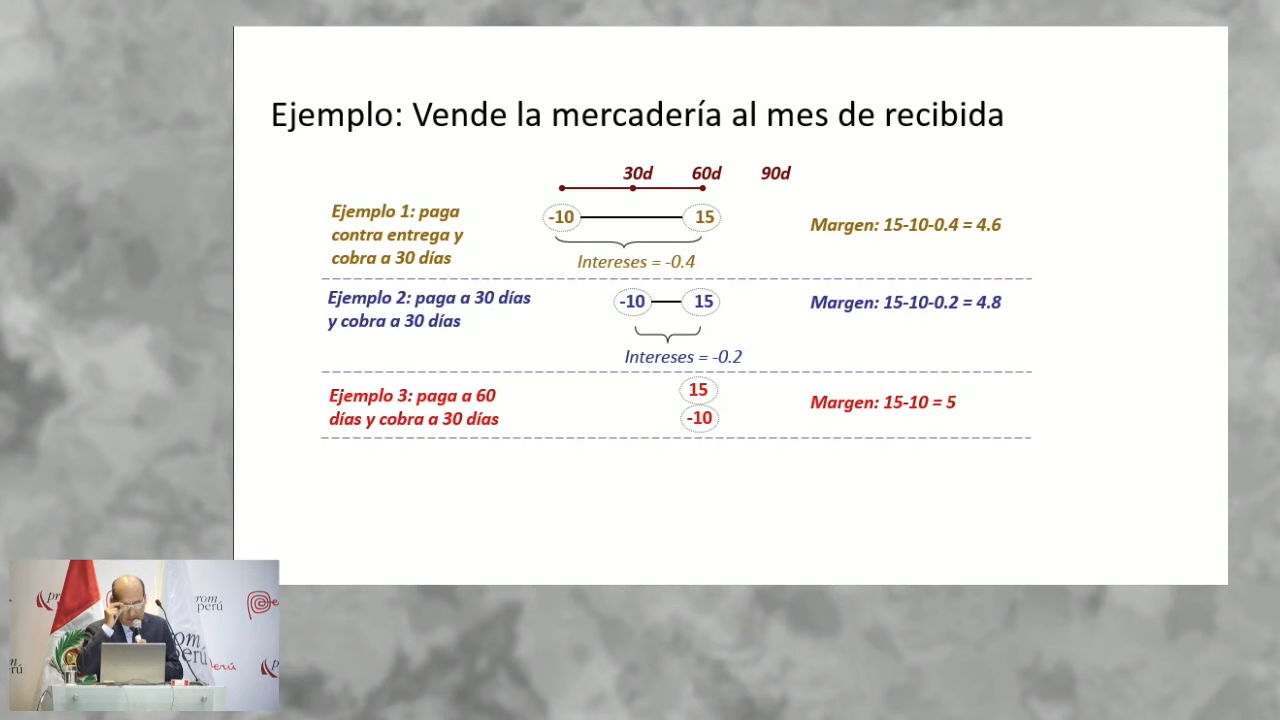 Ejemplo: Vende la mercadería al mes de recibida
30d 60d 90d
Ejemplo 1: paga
contra entrega y
cobra a 30 días
-10 15
Intereses = -0.4
Margen: 15-10-0.4 = 4.6
Ejemplo 2: paga a 30 días
y cobra a 30 días
-10 15
Intereses = -0.2
Margen: 15-10-0.2 = 4.8
Ejemplo 3: paga a 60
días y cobra a 30 días
15
-10
Margen: 15-10 = 5
rom
perú
rom
perú